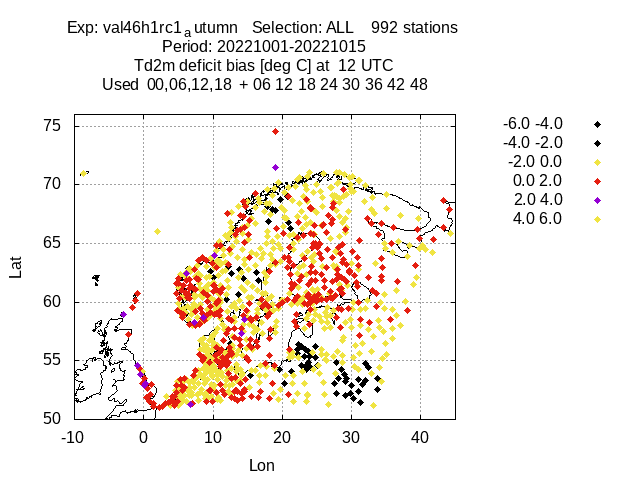 Exp: val46h1rc1_autumn   Selection: ALL    992 stations
Period: 20221001-20221015
Td2m deficit bias [deg C] at  12 UTC
Used  00,06,12,18  + 06 12 18 24 30 36 42 48
-6.0 -4.0
-4.0 -2.0
-2.0 0.0
0.0 2.0
2.0 4.0
4.0 6.0
75
70
65
60
55
50
Lat
-10 0 10 20 30 40
Lon